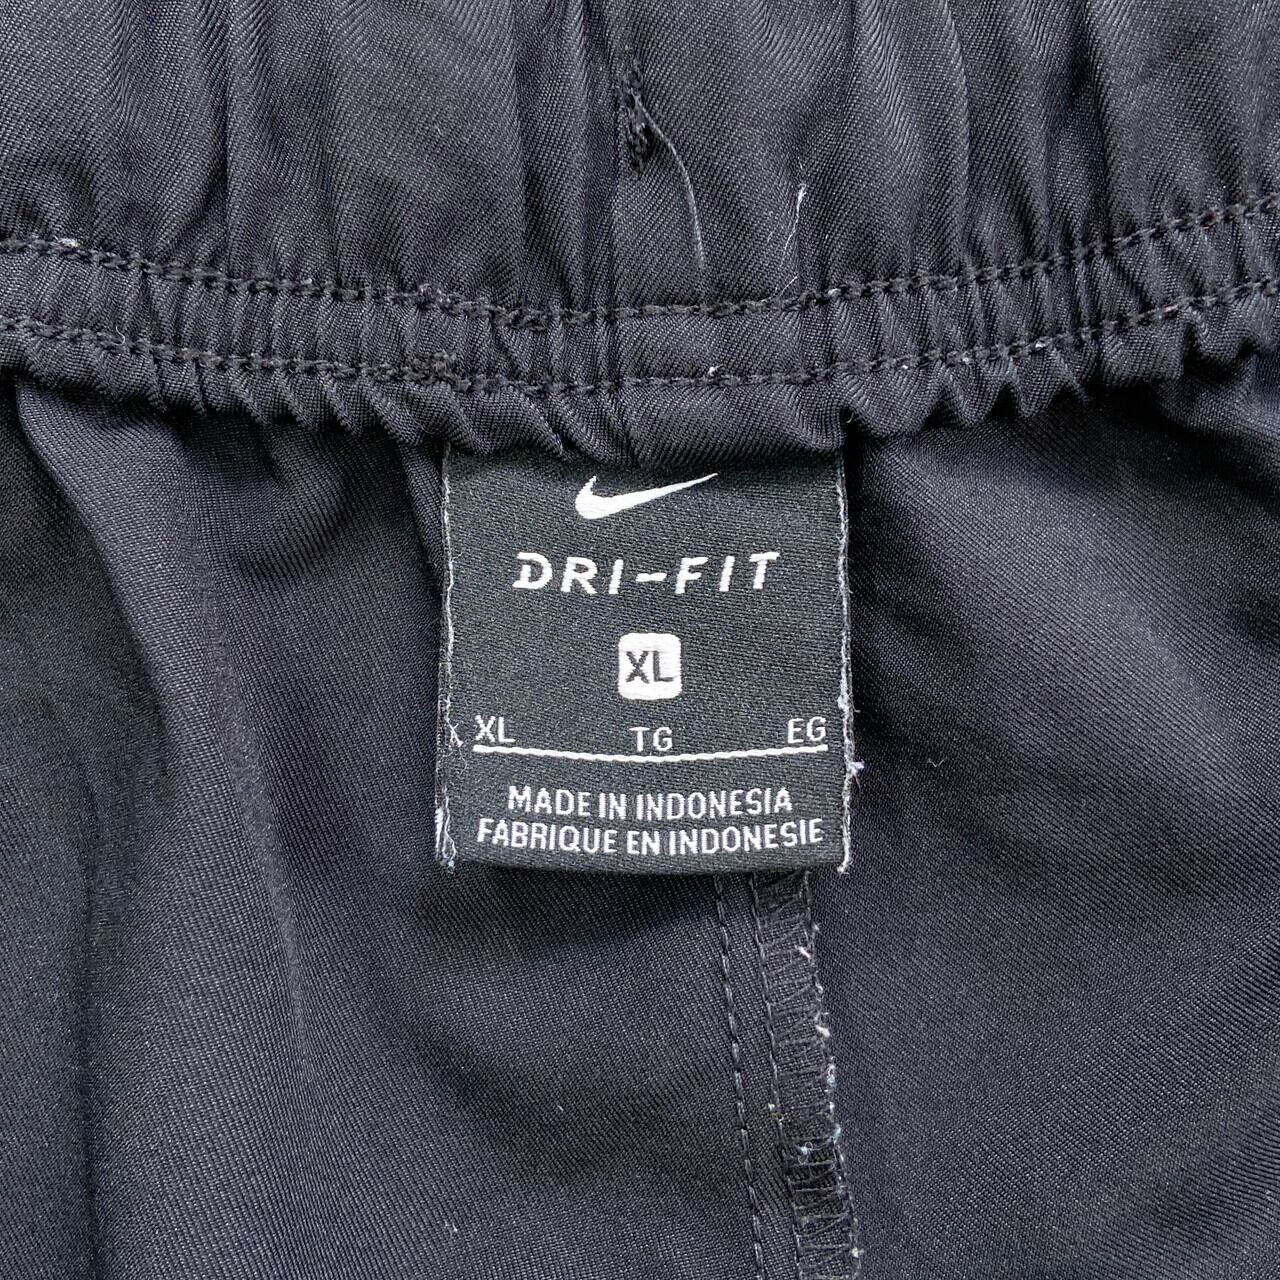 DRI-FIT
XL
XL TG EG
MADE IN INDONESIA
FABRIQUE EN INDONESIE